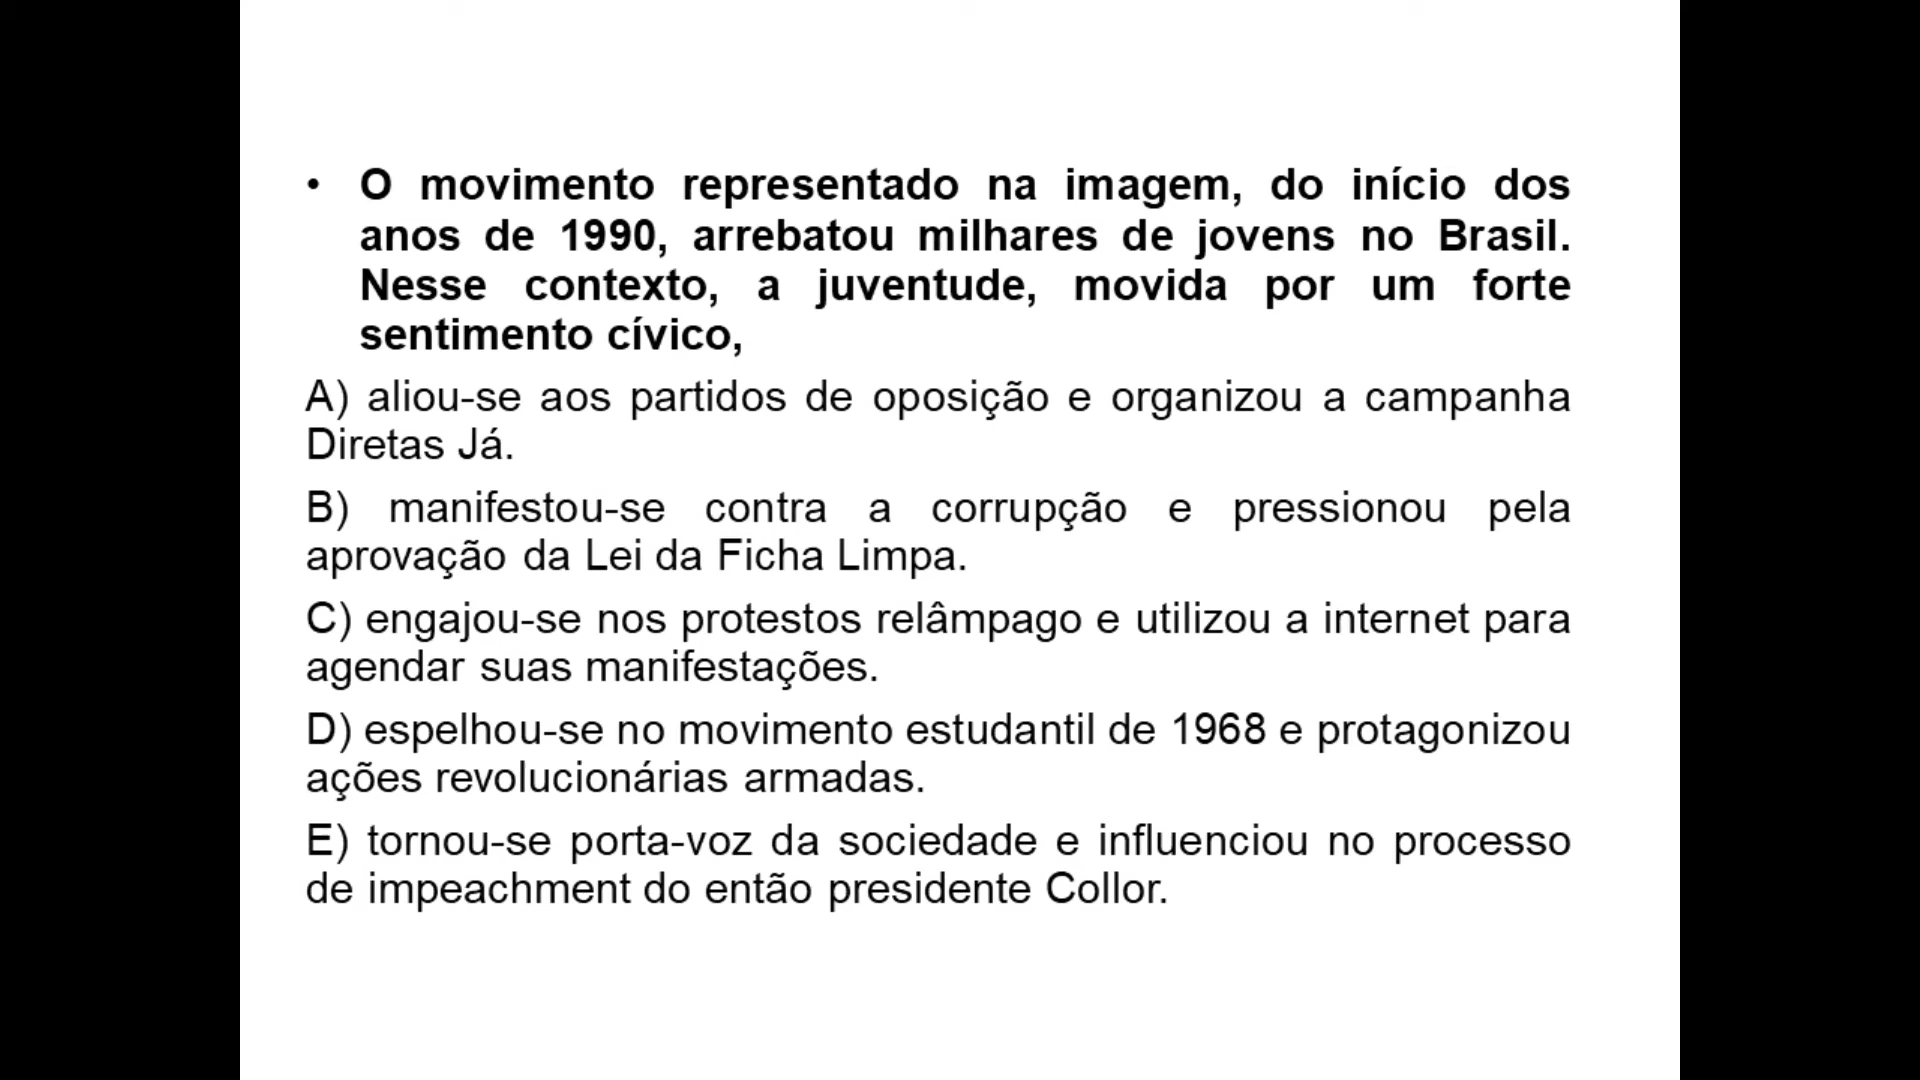 • O movimento representado na imagem, do início dos
anos de 1990, arrebatou milhares de jovens no Brasil.
Nesse contexto, a juventude, movida por um forte
sentimento cívico,
A) aliou-se aos partidos de oposição e organizou a campanha
Diretas Já.
B) manifestou-se contra a corrupção e pressionou pela
aprovação da Lei da Ficha Limpa.
C) engajou-se nos protestos relâmpago e utilizou a internet para
agendar suas manifestações.
D) espelhou-se no movimento estudantil de 1968 e protagonizou
ações revolucionárias armadas.
E) tornou-se porta-voz da sociedade e influenciou no processo
de impeachment do então presidente Collor.